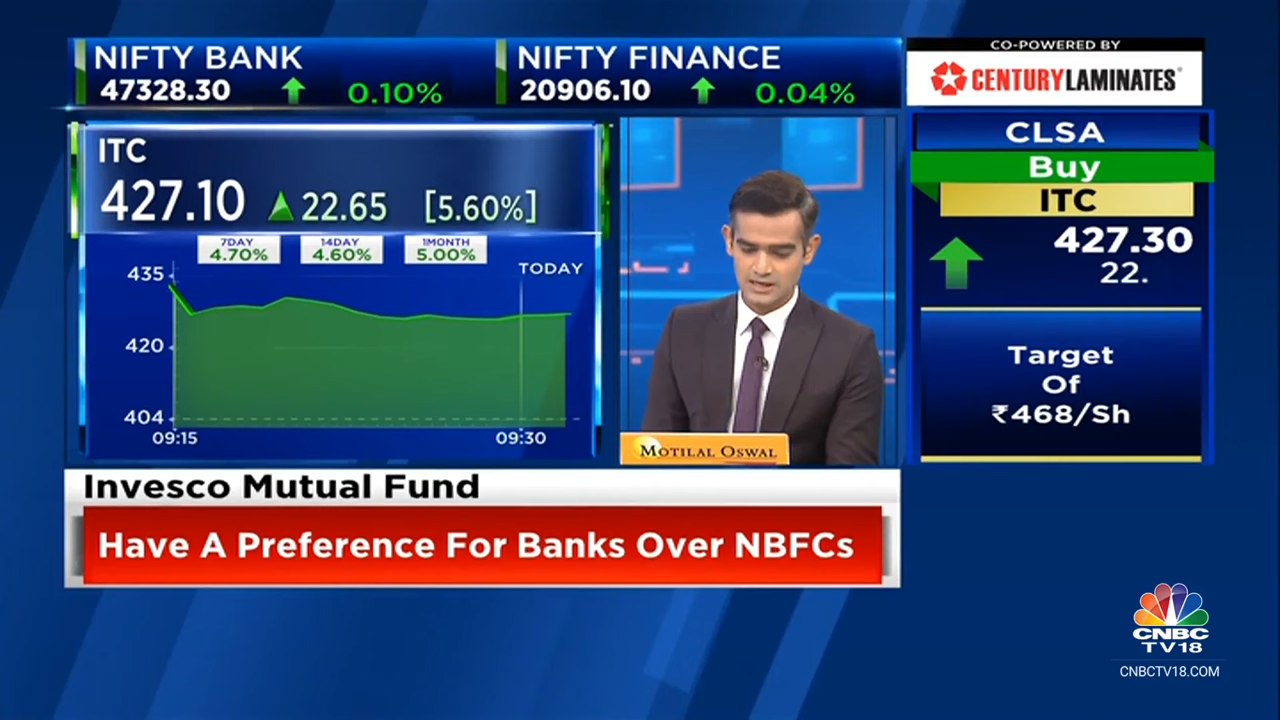 NIFTY BANK
47328.30 0.10%
NIFTY FINANCE
20906.10 0.04%
CO-POWERED BY
CENTURYLAMINATES®
ITC
427.10 22.65 [5.60%]
7DAY
4.70%
14DAY
4.60%
1MONTH
5.00%
TODAY
435
420
404
09:15
09:30
MOTILAL OSWAL
CLSA
Buy
ITC
427.30
22.
Target
Of
₹468/Sh
Invesco Mutual Fund
Have A Preference For Banks Over NBFCs
CNBC
TV18
CNBCTV18.COM